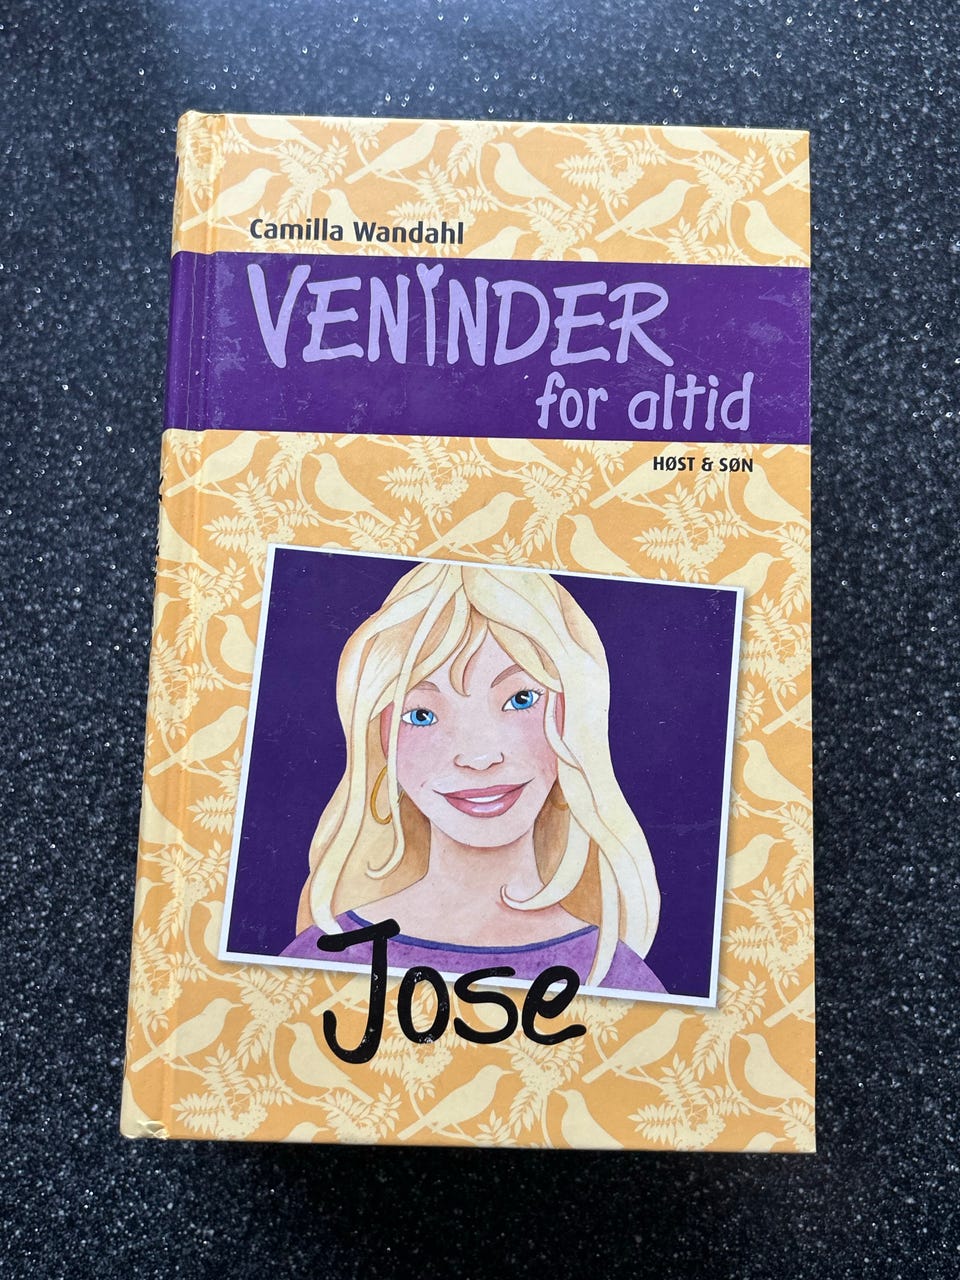 Camilla Wandahl
VENINDER
for altid
HØST & SØN
Jose